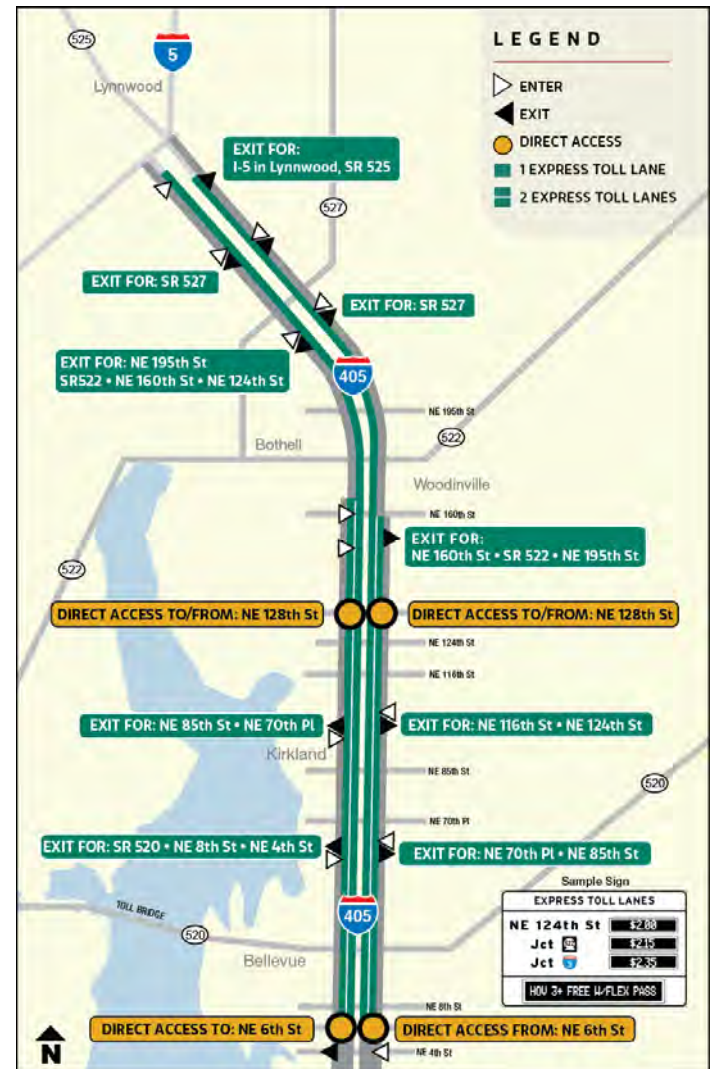 LEGEND
ENTER
EXIT
DIRECT ACCESS
1 EXPRESS TOLL LANE
2 EXPRESS TOLL LANES
525
5
Lynnwood
EXIT FOR:
I-5 in Lynnwood, SR 525
527
EXIT FOR: SR 527
EXIT FOR: SR 527
EXIT FOR: NE 195th St
SR522 • NE 160th St • NE 124th St
405
NE 195th St
522
Bothell
Woodinville
NE 160th St
EXIT FOR:
NE 160th St • SR 522 • NE 195th St
522
DIRECT ACCESS TO/FROM: NE 128th St
DIRECT ACCESS TO/FROM: NE 128th St
NE 124th St
NE 116th St
EXIT FOR: NE 85th St • NE 70th Pl
EXIT FOR: NE 116th St • NE 124th St
Kirkland
NE 85th St
520
NE 70th Pl
EXIT FOR: SR 520 • NE 8th St • NE 4th St
EXIT FOR: NE 70th Pl • NE 85th St
Sample Sign
EXPRESS TOLL LANES
NE 124th St $2.00
Jct $2.15
Jct 5 $2.35
HOV 3+ FREE W/FLEX PASS
TOLL BRIDGE
405
520
Bellevue
NE 8th St
DIRECT ACCESS TO: NE 6th St
DIRECT ACCESS FROM: NE 6th St
N
NE 4th St